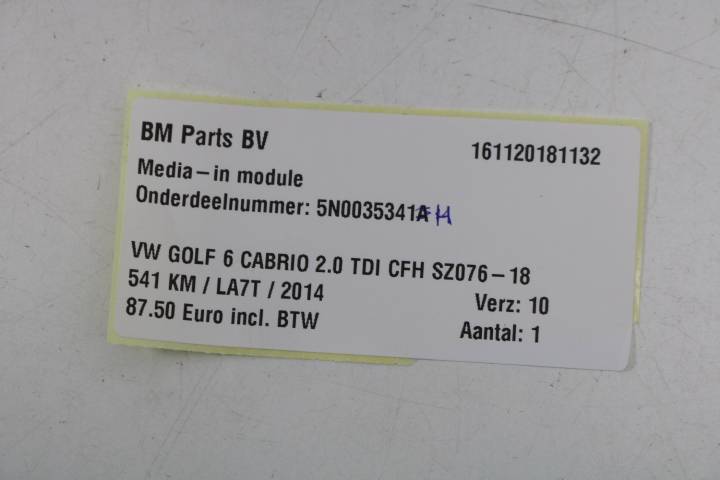 BM Parts BV 161120181132
Media-in module
Onderdeelnummer: 5N0035341A H
VW GOLF 6 CABRIO 2.0 TDI CFH SZ076-18
541 KM / LA7T / 2014 Verz: 10
87.50 Euro incl. BTW Aantal: 1